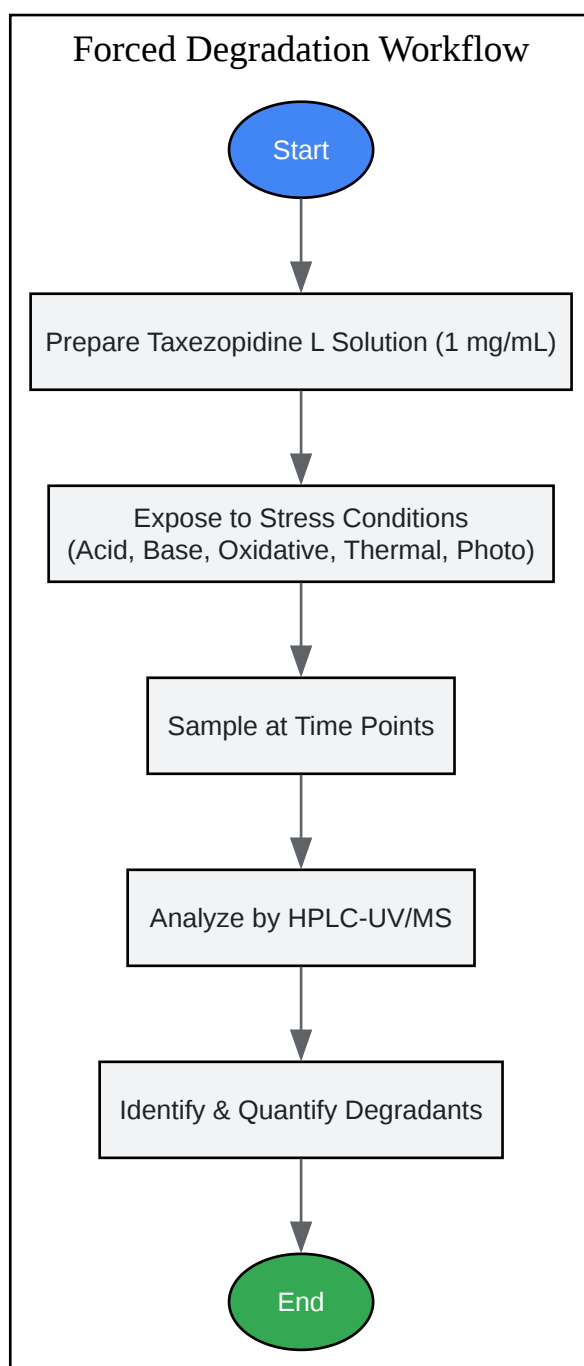 Forced Degradation Workflow
Start
Prepare Taxezopidine L Solution (1 mg/mL)
Expose to Stress Conditions
(Acid, Base, Oxidative, Thermal, Photo)
Sample at Time Points
Analyze by HPLC-UV/MS
Identify & Quantify Degradants
End